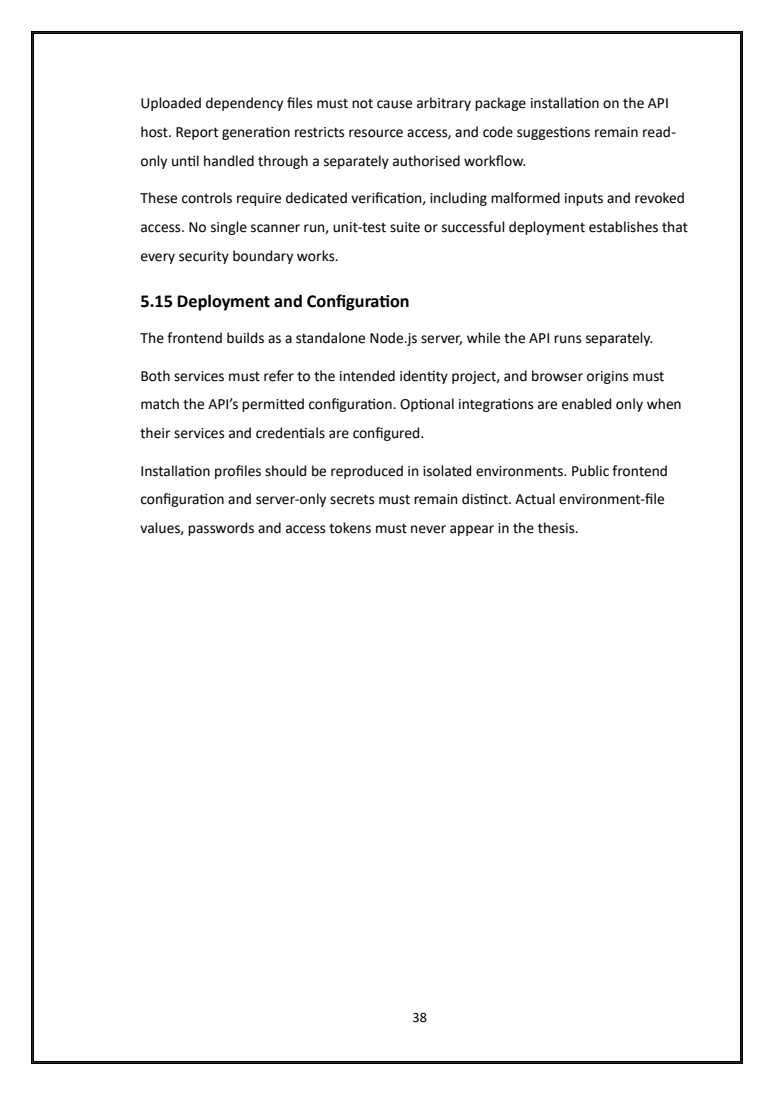 Uploaded dependency files must not cause arbitrary package installation on the API
host. Report generation restricts resource access, and code suggestions remain read-
only until handled through a separately authorised workflow.
These controls require dedicated verification, including malformed inputs and revoked
access. No single scanner run, unit-test suite or successful deployment establishes that
every security boundary works.
5.15 Deployment and Configuration
The frontend builds as a standalone Node.js server, while the API runs separately.
Both services must refer to the intended identity project, and browser origins must
match the API’s permitted configuration. Optional integrations are enabled only when
their services and credentials are configured.
Installation profiles should be reproduced in isolated environments. Public frontend
configuration and server-only secrets must remain distinct. Actual environment-file
values, passwords and access tokens must never appear in the thesis.
38